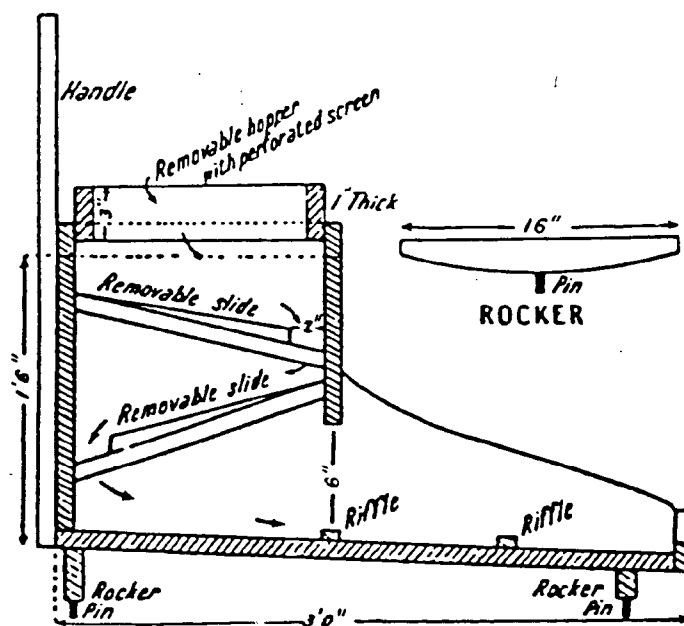 Handle
Removable hopper
with perforated screen
3"
1" Thick
16"
Pin
ROCKER
Removable slide
2"
1'6"
Removable slide
6"
Riffle
Riffle
Rocker
Pin
Rocker
Pin
3'0"